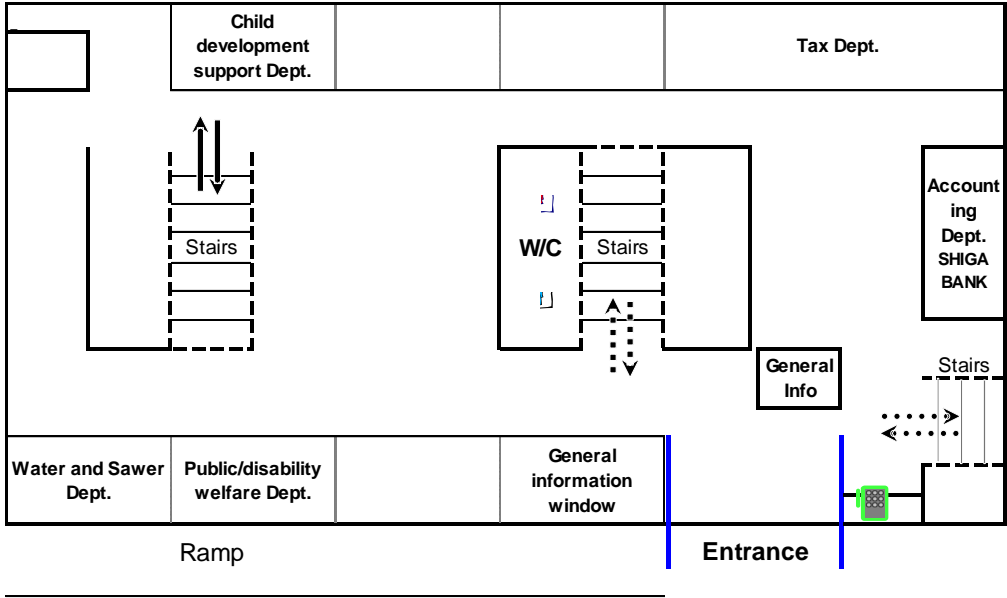 Child
development
support Dept.
Tax Dept.
Stairs
W/C
Stairs
Account
ing
Dept.
SHIGA
BANK
General
Info
Stairs
Water and Sawer
Dept.
Public/disability
welfare Dept.
General
information
window
Ramp
Entrance